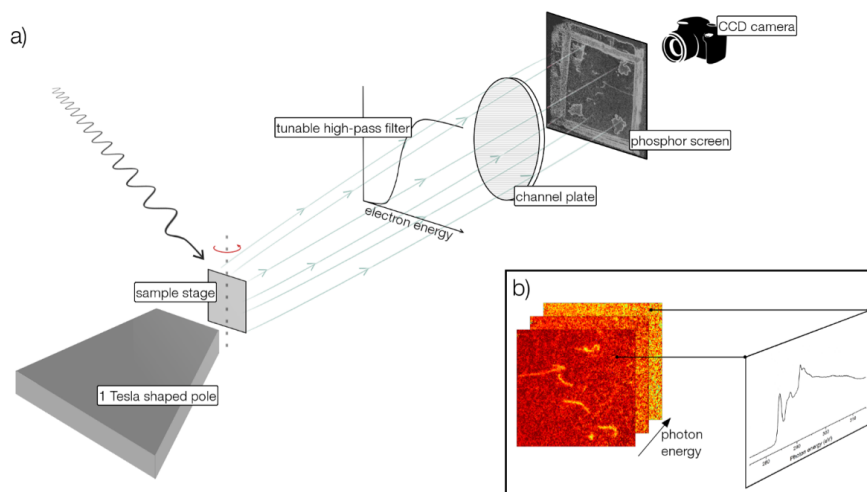 a)
CCD camera
tunable high-pass filter
phosphor screen
channel plate
electron energy
sample stage
1 Tesla shaped pole
b)
photon
energy
Photon energy (eV)